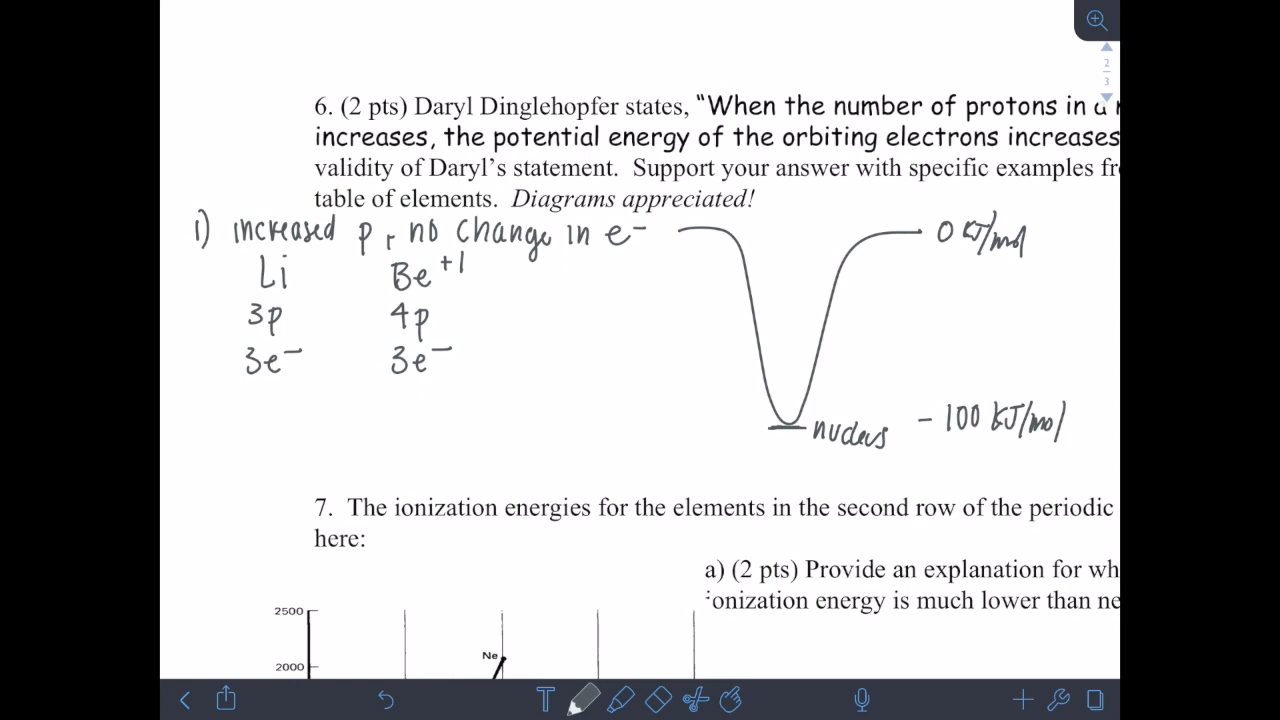 2
3
6. (2 pts) Daryl Dinglehopfer states, “When the number of protons in a
increases, the potential energy of the orbiting electrons increases
validity of Daryl’s statement. Support your answer with specific examples
table of elements. Diagrams appreciated!
1) increased p, no change in e-
0 KJ/mol
Li Be+1
3p 4p
3e- 3e-
nucleus - 100 KJ/mol
7. The ionization energies for the elements in the second row of the periodic
here:
a) (2 pts) Provide an explanation for
ionization energy is much lower than
2500
Ne
2000
T